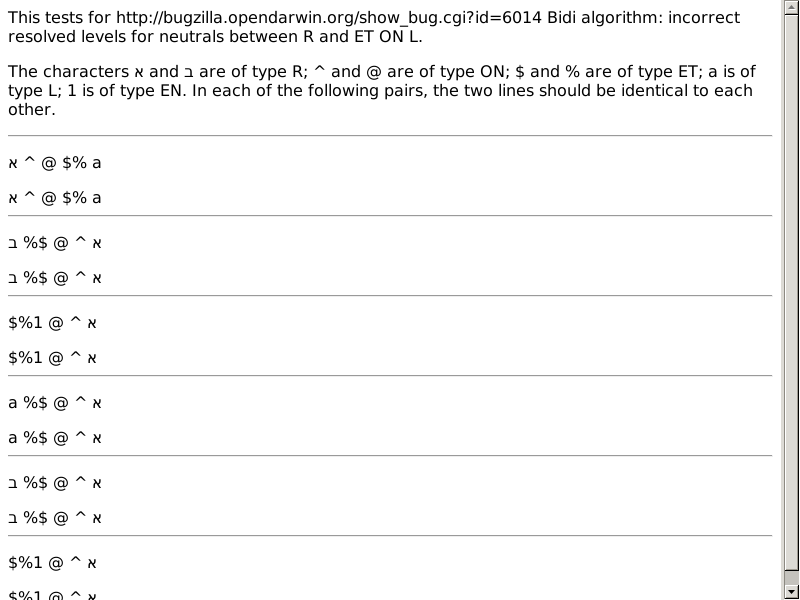 This tests for http://bugzilla.opendarwin.org/show_bug.cgi?id=6014 Bidi algorithm: incorrect
resolved levels for neutrals between R and ET ON L.
The characters א and ב are of type R; ^ and @ are of type ON; $ and % are of type ET; a is of
type L; 1 is of type EN. In each of the following pairs, the two lines should be identical to each
other.
א ^ @ $% a
א ^ @ $% a
א ^ @ $% ב
א ^ @ $% ב
א ^ @ $%1
א ^ @ $%1
א ^ @ $% a
א ^ @ $% a
א ^ @ $% ב
א ^ @ $% ב
א ^ @ $%1
א ^ @ $%1